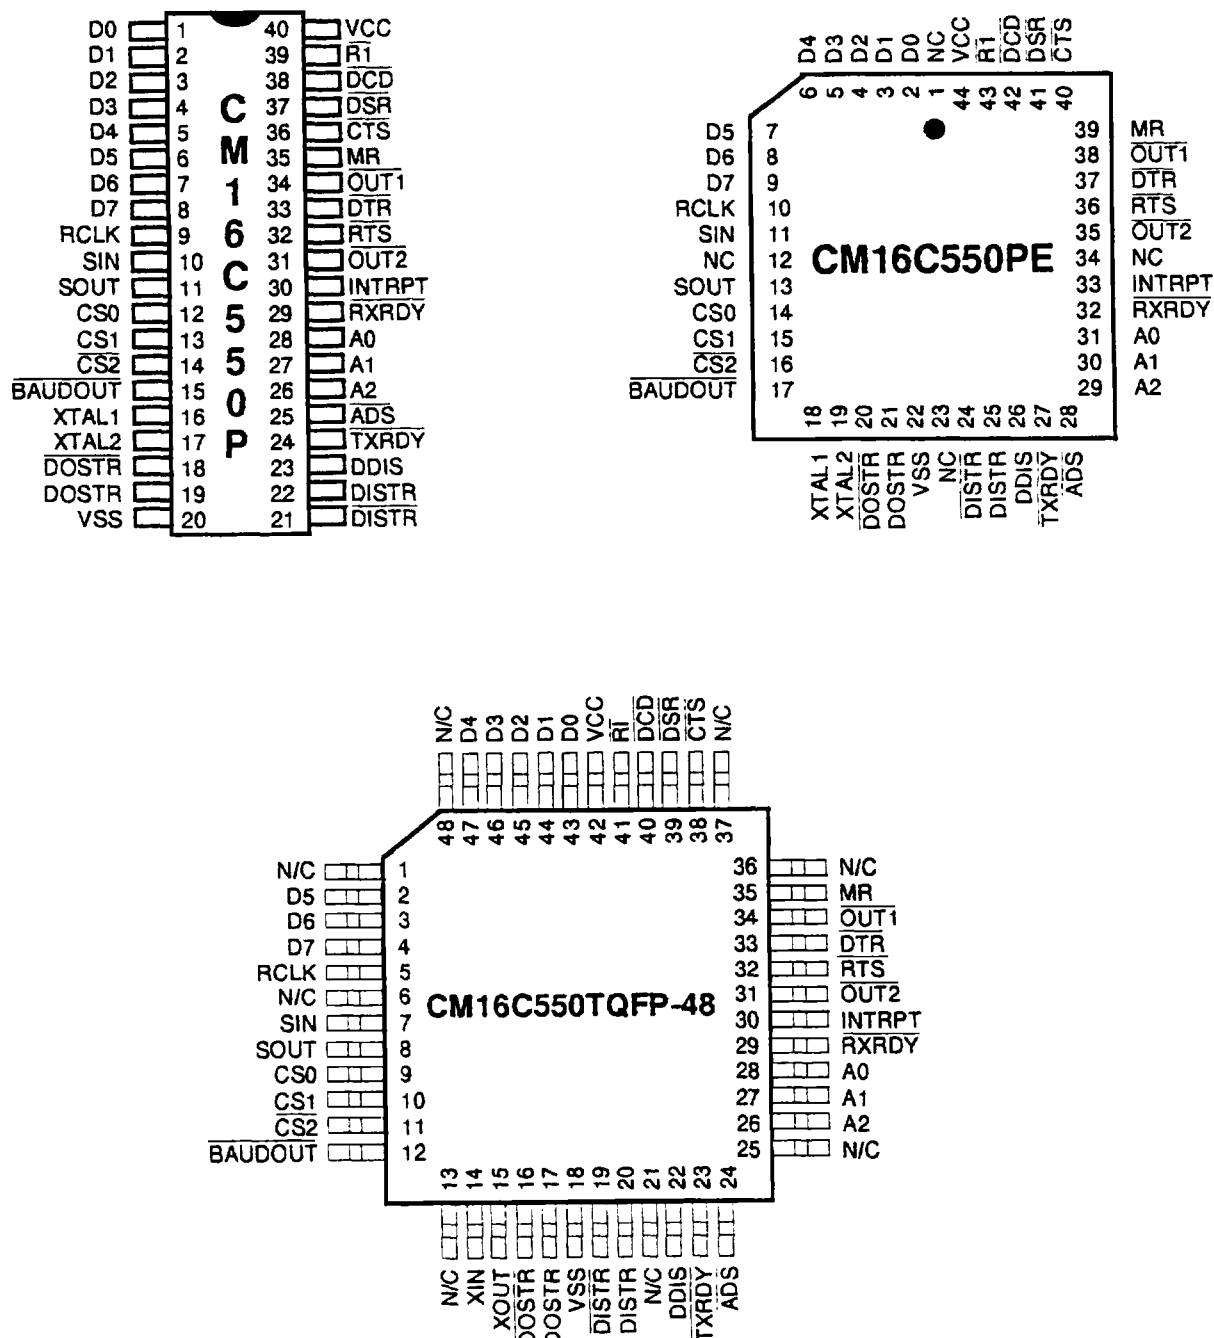 D0 1 40 VCC
D1 2 39 R1
D2 3 38 DCD
D3 4 37 DSR
D4 5 36 CTS
D5 6 35 MR
D6 7 34 OUT1
D7 8 33 DTR
RCLK 9 32 RTS
SIN 10 31 OUT2
SOUT 11 30 INTRPT
CS0 12 29 RXRDY
CS1 13 28 A0
CS2 14 27 A1
BAUDOUT 15 26 A2
XTAL1 16 25 ADS
XTAL2 17 24 TXRDY
DOSTR 18 23 DDIS
DOSTR 19 22 DISTR
VSS 20 21 DISTR
CM16C550P
D4 D3 D2 D1 D0 NC VCC R1 DCD DSR CTS
6 5 4 3 2 1 44 43 42 41 40
D5 7 39 MR
D6 8 38 OUT1
D7 9 37 DTR
RCLK 10 36 RTS
SIN 11 35 OUT2
NC 12 34 NC
SOUT 13 33 INTRPT
CS0 14 32 RXRDY
CS1 15 31 A0
CS2 16 30 A1
BAUDOUT 17 29 A2
CM16C550PE
18 19 20 21 22 23 24 25 26 27 28
XTAL1 XTAL2 DOSTR DOSTR VSS NC DISTR DISTR DDIS TXRDY ADS
N/C D4 D3 D2 D1 D0 VCC RI DCD DSR CTS N/C
48 47 46 45 44 43 42 41 40 39 38 37
N/C 1 36 N/C
D5 2 35 MR
D6 3 34 OUT1
D7 4 33 DTR
RCLK 5 32 RTS
N/C 6 31 OUT2
SIN 7 30 INTRPT
SOUT 8 29 RXRDY
CS0 9 28 A0
CS1 10 27 A1
CS2 11 26 A2
BAUDOUT 12 25 N/C
CM16C550TQFP-48
13 14 15 16 17 18 19 20 21 22 23 24
N/C XIN XOUT DOSTR DOSTR VSS DISTR DISTR N/C DDIS TXRDY ADS